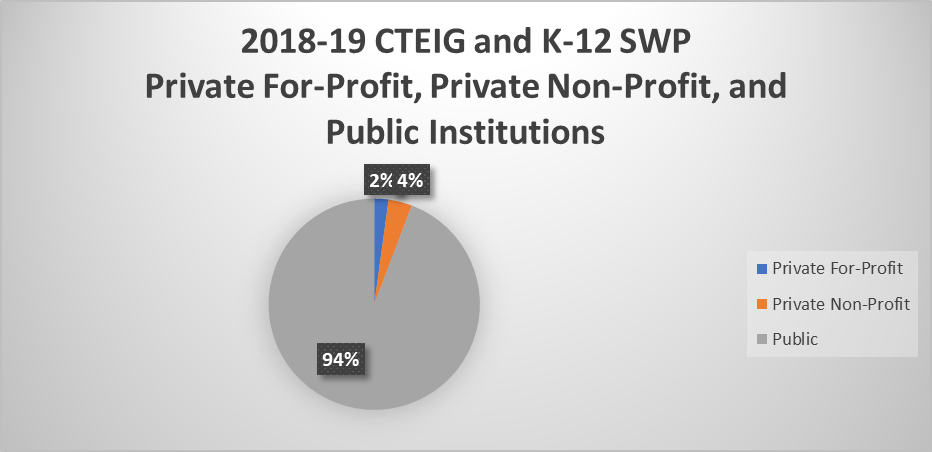 2018-19 CTEIG and K-12 SWP
Private For-Profit, Private Non-Profit, and
Public Institutions
2% 4%
Private For-Profit
Private Non-Profit
Public
94%